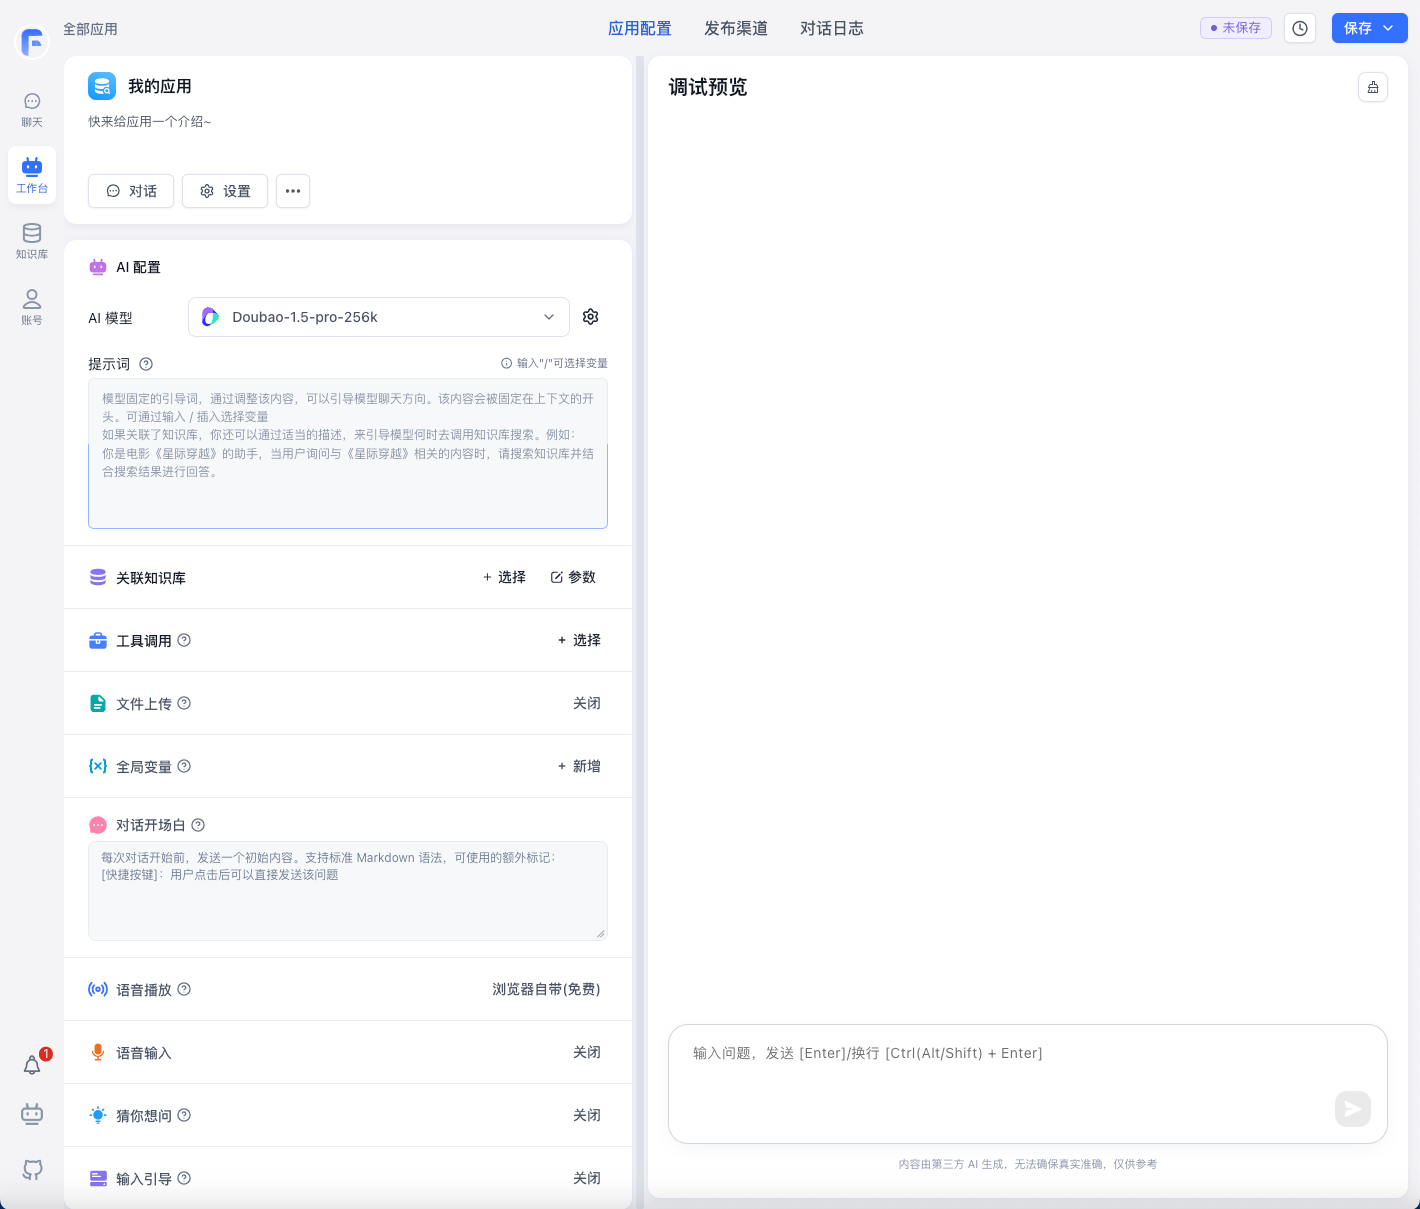 全部应用
应用配置
发布渠道
对话日志
未保存
保存
聊天
工作台
知识库
账号
1
我的应用
快来给应用一个介绍~
对话
设置
AI 配置
AI 模型
Doubao-1.5-pro-256k
提示词
输入"/"可选择变量
模型固定的引导词，通过调整该内容，可以引导模型聊天方向。该内容会被固定在上下文的开
头。可通过输入 / 插入选择变量
如果关联了知识库，你还可以通过适当的描述，来引导模型何时去调用知识库搜索。例如：
你是电影《星际穿越》的助手，当用户询问与《星际穿越》相关的内容时，请搜索知识库并结
合搜索结果进行回答。
关联知识库
+ 选择
参数
工具调用
+ 选择
文件上传
关闭
全局变量
+ 新增
对话开场白
每次对话开始前，发送一个初始内容。支持标准 Markdown 语法，可使用的额外标记：
[快捷按键]：用户点击后可以直接发送该问题
语音播放
浏览器自带(免费)
语音输入
关闭
猜你想问
关闭
输入引导
关闭
调试预览
输入问题，发送 [Enter]/换行 [Ctrl(Alt/Shift) + Enter]
内容由第三方 AI 生成，无法确保真实准确，仅供参考